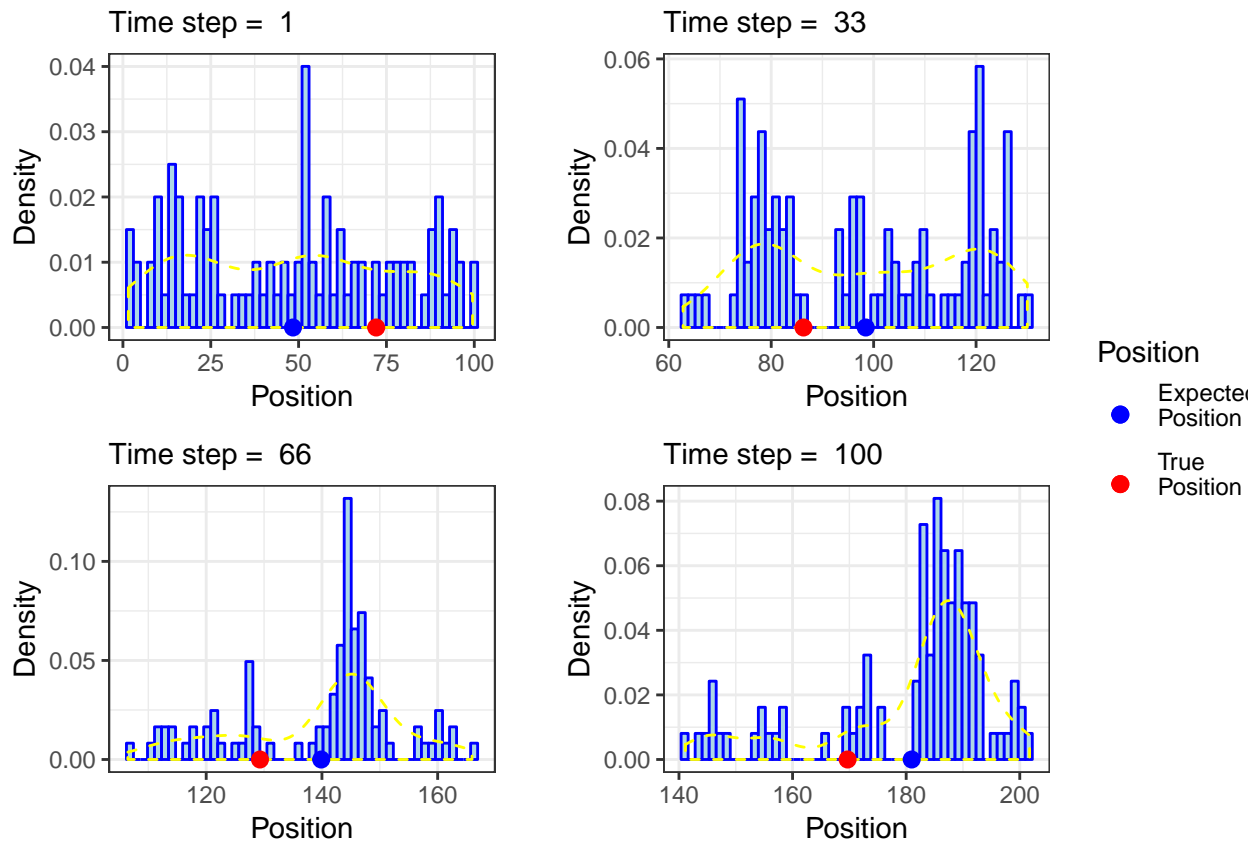 Time step =  1
0.04
0.03
0.02
0.01
0.00
Density
0 25 50 75 100
Position
Time step =  33
0.06
0.04
0.02
0.00
Density
60 80 100 120
Position
Time step =  66
0.10
0.05
0.00
Density
120 140 160
Position
Time step =  100
0.08
0.06
0.04
0.02
0.00
Density
140 160 180 200
Position
Position
Expected
Position
True
Position